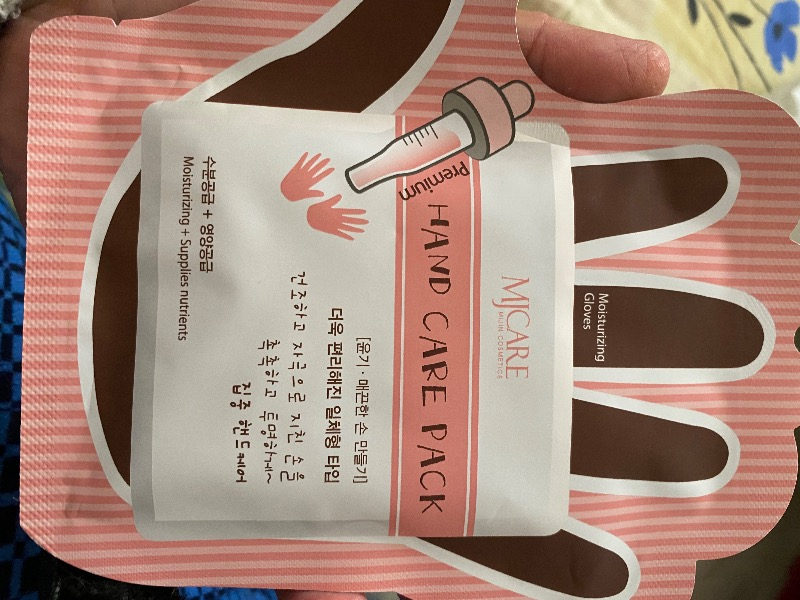 Moisturizing
Gloves
MJCARE
MIJIN COSMETICS
Premium
HAND CARE PACK
[윤기·매끈한 손 만들기]
더욱 편리해진 일체형 타입
건조하고 자극으로 지친 손을
촉촉하고 투명하게~
집중 핸드케어
수분공급 + 영양공급
Moisturizing + Supplies nutrients